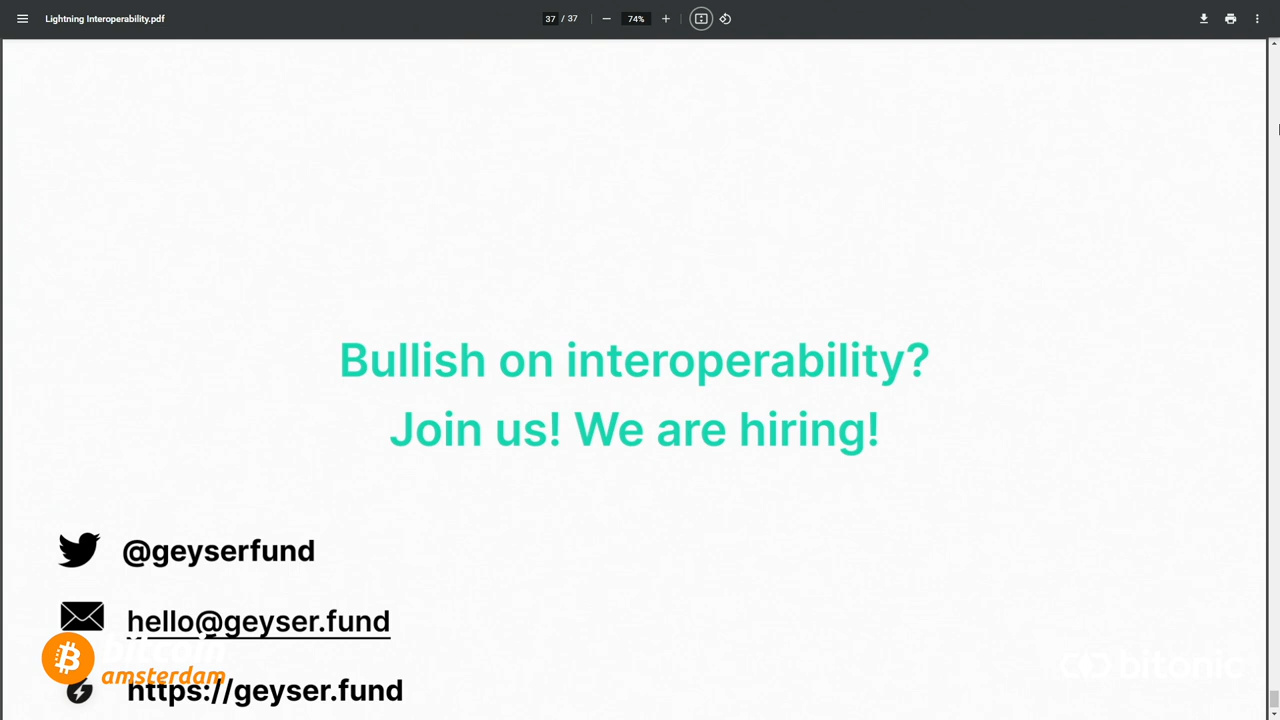 Lightning Interoperability.pdf
37 / 37
74%
Bullish on interoperability?
Join us! We are hiring!
@geyserfund
hello@geyser.fund
bitcoin
amsterdam
https://geyser.fund
bitonic